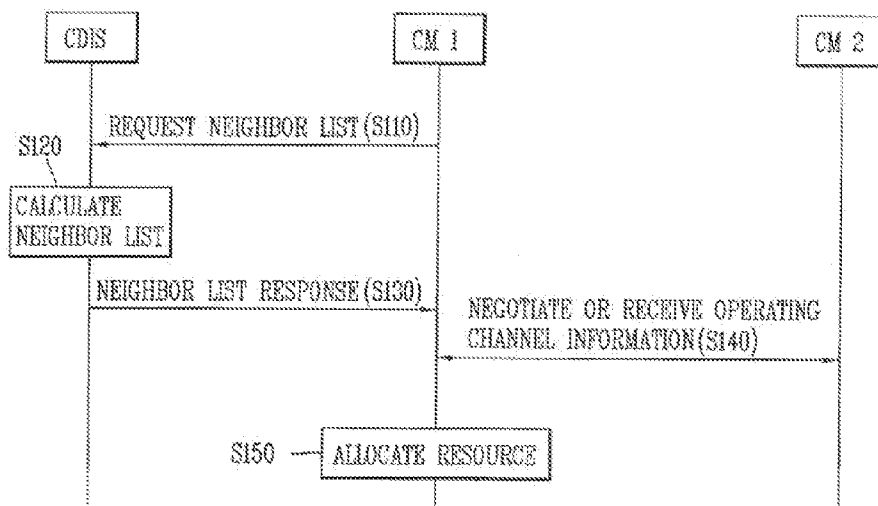 CDIS
CM 1
CM 2
REQUEST NEIGHBOR LIST(S110)
S120
CALCULATE
NEIGHBOR LIST
NEIGHBOR LIST RESPONSE(S130)
NEGOTIATE OR RECEIVE OPERATING
CHANNEL INFORMATION(S140)
S150
ALLOCATE RESOURCE